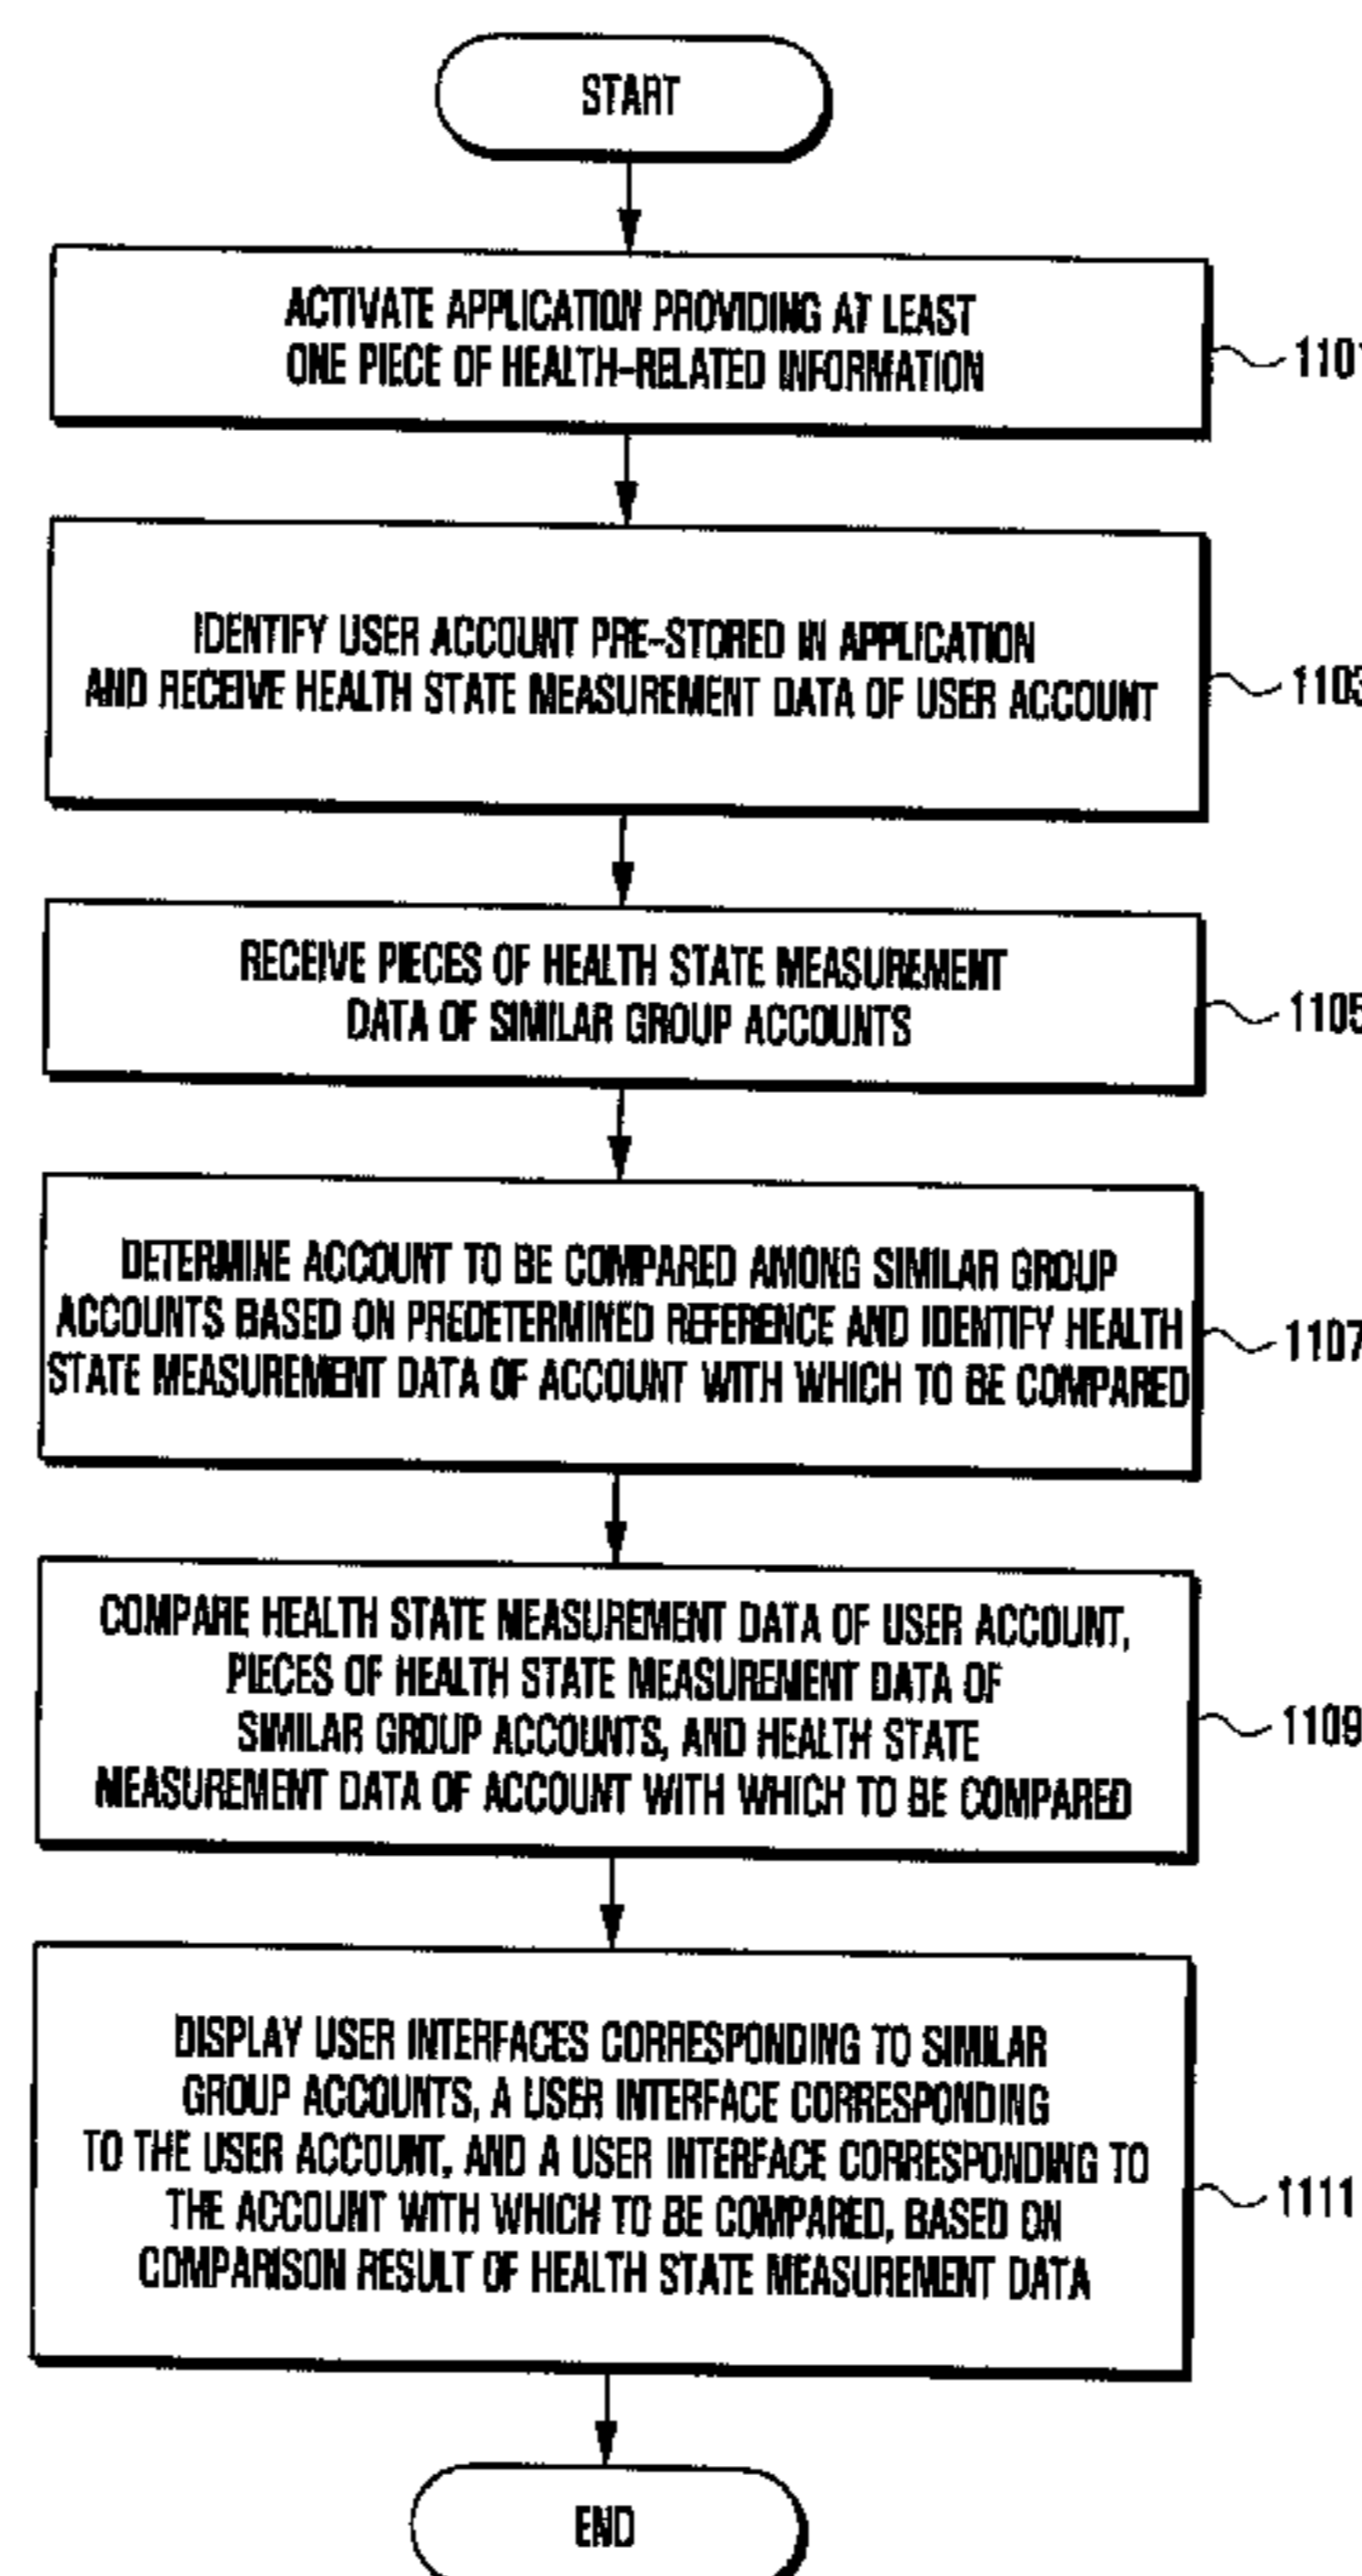 START
ACTIVATE APPLICATION PROVIDING AT LEAST
ONE PIECE OF HEALTH-RELATED INFORMATION
1101
IDENTIFY USER ACCOUNT PRE-STORED IN APPLICATION
AND RECEIVE HEALTH STATE MEASUREMENT DATA OF USER ACCOUNT
1103
RECEIVE PIECES OF HEALTH STATE MEASUREMENT
DATA OF SIMILAR GROUP ACCOUNTS
1105
DETERMINE ACCOUNT TO BE COMPARED AMONG SIMILAR GROUP
ACCOUNTS BASED ON PREDETERMINED REFERENCE AND IDENTIFY HEALTH
STATE MEASUREMENT DATA OF ACCOUNT WITH WHICH TO BE COMPARED
1107
COMPARE HEALTH STATE MEASUREMENT DATA OF USER ACCOUNT,
PIECES OF HEALTH STATE MEASUREMENT DATA OF
SIMILAR GROUP ACCOUNTS, AND HEALTH STATE
MEASUREMENT DATA OF ACCOUNT WITH WHICH TO BE COMPARED
1109
DISPLAY USER INTERFACES CORRESPONDING TO SIMILAR
GROUP ACCOUNTS, A USER INTERFACE CORRESPONDING
TO THE USER ACCOUNT, AND A USER INTERFACE CORRESPONDING TO
THE ACCOUNT WITH WHICH TO BE COMPARED, BASED ON
COMPARISON RESULT OF HEALTH STATE MEASUREMENT DATA
1111
END